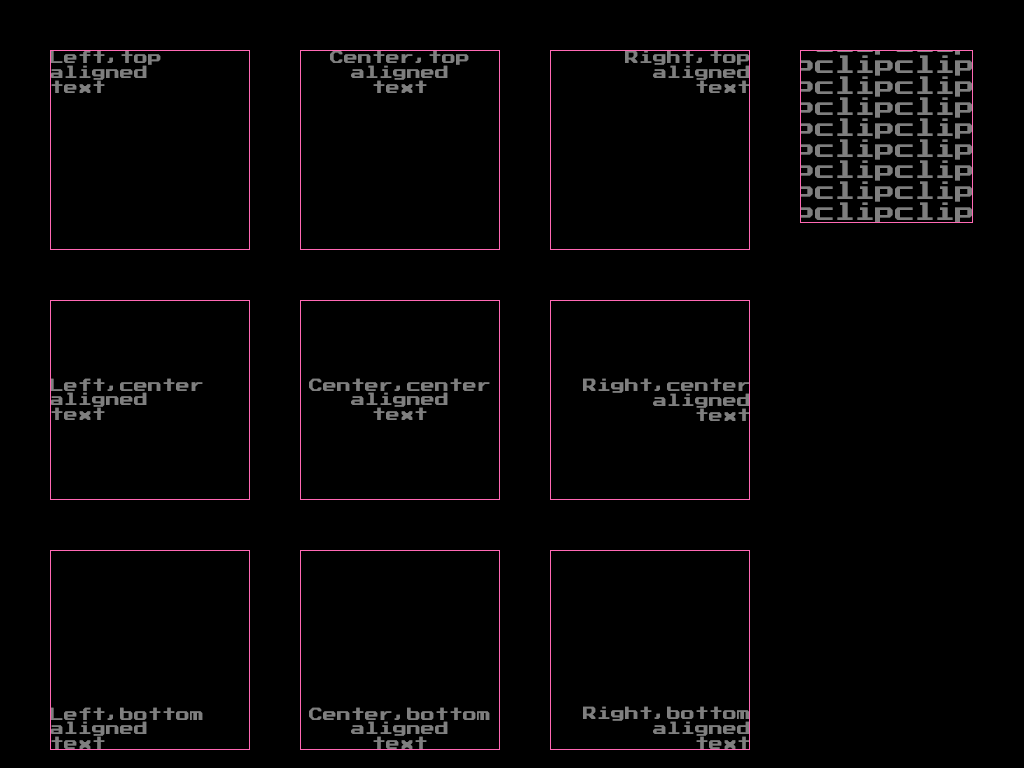 Left,top
aligned
text
Center,top
aligned
text
Right,top
aligned
text
pclipclip
pclipclip
pclipclip
pclipclip
pclipclip
pclipclip
pclipclip
pclipclip
Left,center
aligned
text
Center,center
aligned
text
Right,center
aligned
text
Left,bottom
aligned
text
Center,bottom
aligned
text
Right,bottom
aligned
text